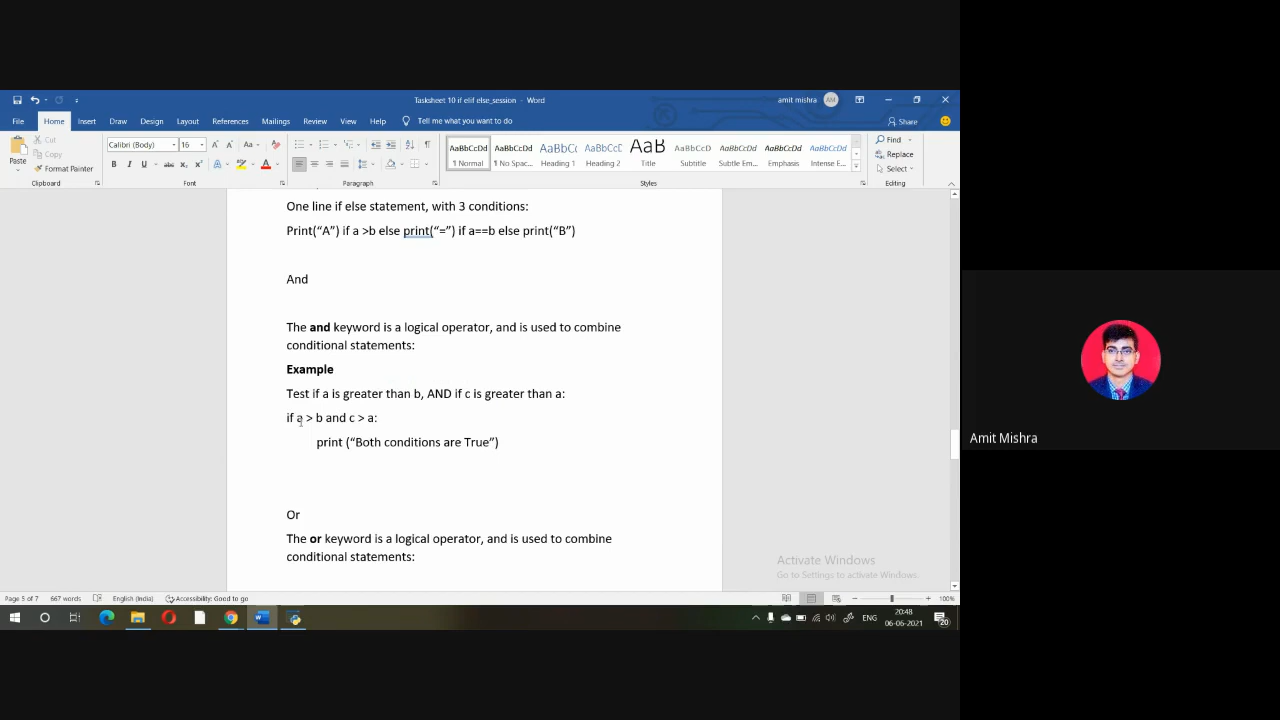 Tasksheet 10 if elif else_session - Word
amit mishra
AM
File Home Insert Draw Design Layout References Mailings Review View Help Tell me what you want to do
Share
Cut
Copy
Format Painter
Paste
Clipboard
Calibri (Body) 16
Font
Paragraph
AaBbCcDd AaBbCcDd AaBbCc AaBbCcC AaB AaBbCcD AaBbCcDd AaBbCcDd AaBbCcDd
¶ Normal ¶ No Spac... Heading 1 Heading 2 Title Subtitle Subtle Em... Emphasis Intense E...
Styles
Find
Replace
Select
Editing
One line if else statement, with 3 conditions:
Print(“A”) if a >b else print(“=”) if a==b else print(“B”)
And
The and keyword is a logical operator, and is used to combine
conditional statements:
Example
Test if a is greater than b, AND if c is greater than a:
if a > b and c > a:
print (“Both conditions are True”)
Or
The or keyword is a logical operator, and is used to combine
conditional statements:
Activate Windows
Go to Settings to activate Windows.
Page 5 of 7 667 words English (India) Accessibility: Good to go
100%
ENG
20:48
06-06-2021
20
Amit Mishra